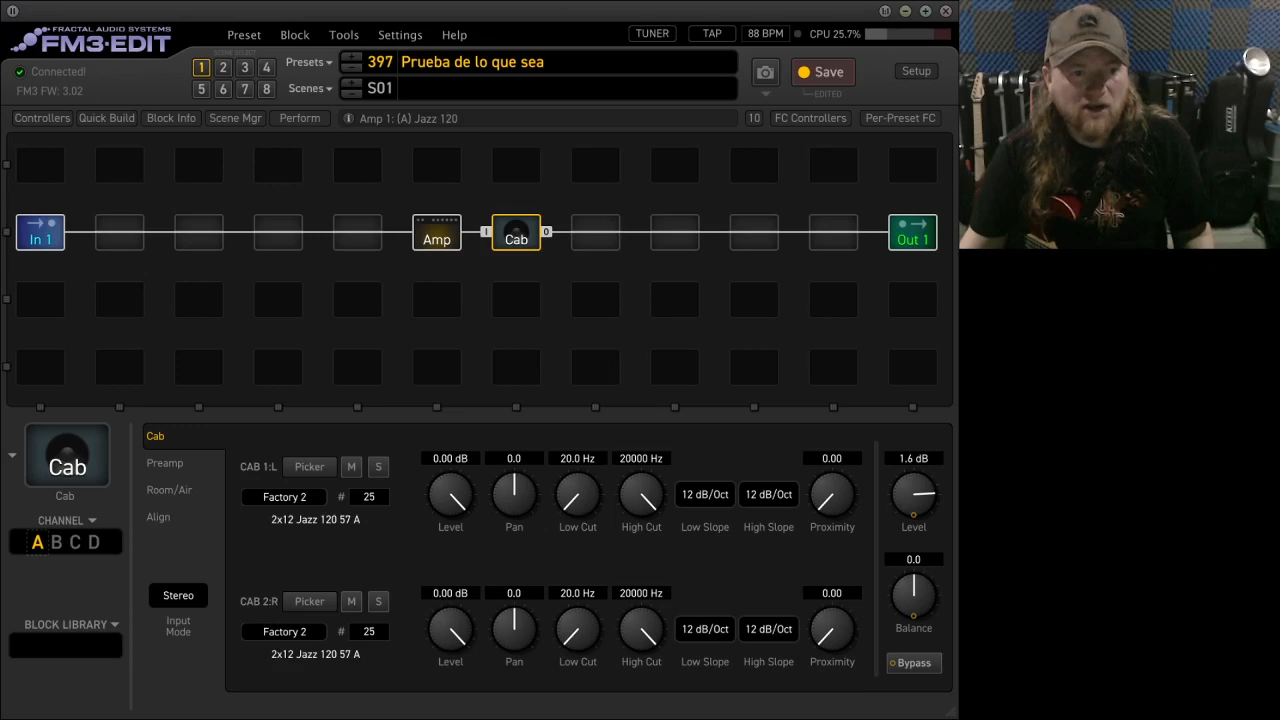 FRACTAL AUDIO SYSTEMS
FM3-EDIT
Preset Block Tools Settings Help
TUNER
TAP
88 BPM
CPU 25.7%
Connected!
FM3 FW: 3.02
SCENE SELECT
1 2 3 4
5 6 7 8
Presets
397 Prueba de lo que sea
Scenes
S01
Save
EDITED
Setup
Controllers
Quick Build
Block Info
Scene Mgr
Perform
Amp 1: (A) Jazz 120
10
FC Controllers
Per-Preset FC
In 1
Amp
I
Cab
O
Out 1
Cab
Cab
CHANNEL
A B C D
BLOCK LIBRARY
Cab
Preamp
Room/Air
Align
Stereo
Input
Mode
CAB 1:L
Picker
M
S
Factory 2
# 25
2x12 Jazz 120 57 A
0.00 dB 0.0 20.0 Hz 20000 Hz 0.00
12 dB/Oct 12 dB/Oct
Level Pan Low Cut High Cut Low Slope High Slope Proximity
CAB 2:R
Picker
M
S
Factory 2
# 25
2x12 Jazz 120 57 A
0.00 dB 0.0 20.0 Hz 20000 Hz 0.00
12 dB/Oct 12 dB/Oct
Level Pan Low Cut High Cut Low Slope High Slope Proximity
1.6 dB
Level
0.0
Balance
Bypass